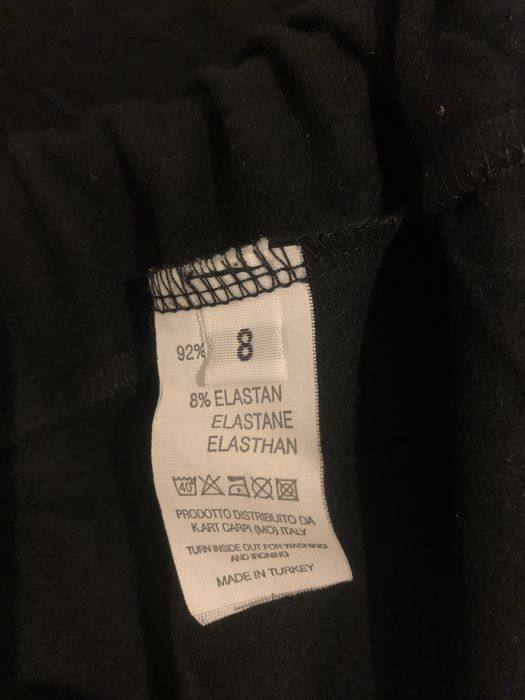 92%
8
8% ELASTAN
ELASTANE
ELASTHAN
40°
PRODOTTO DISTRIBUITO DA
KART CARPI (MO) ITALY
TURN INSIDE OUT FOR WASHING
AND IRONING
MADE IN TURKEY